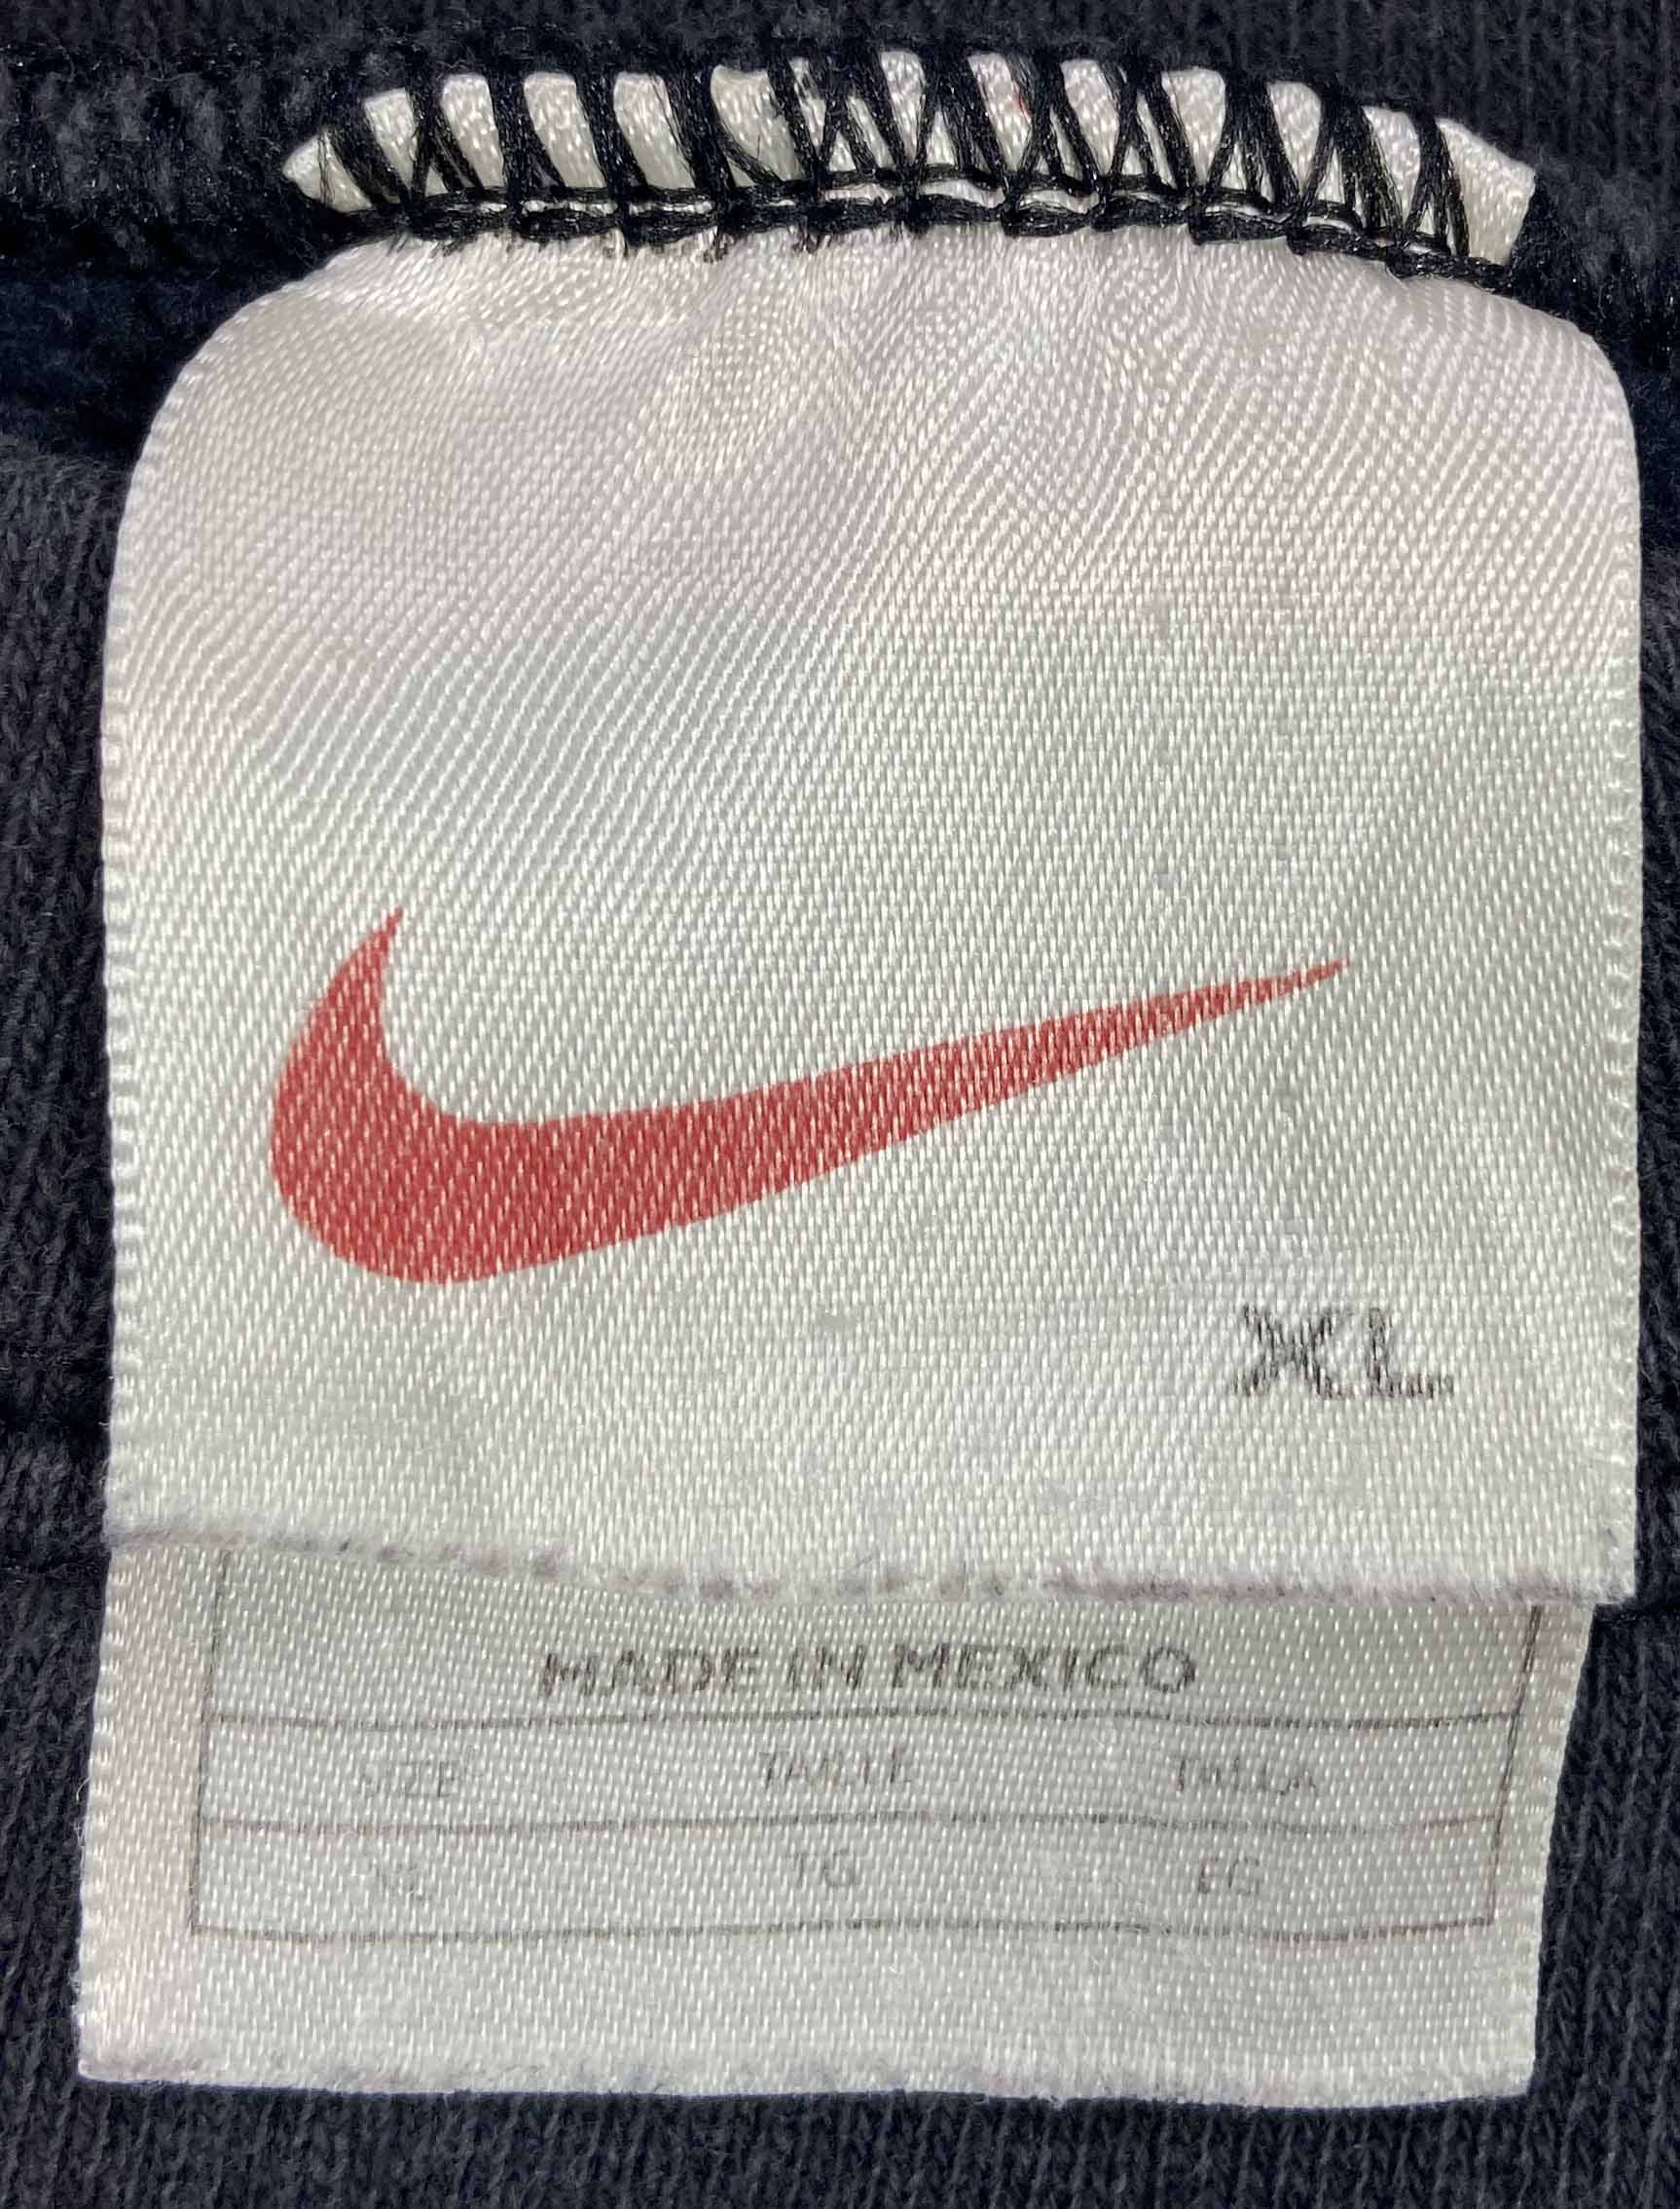 XL
MADE IN MEXICO
SIZE TAILLE TALLA
XL TG EG